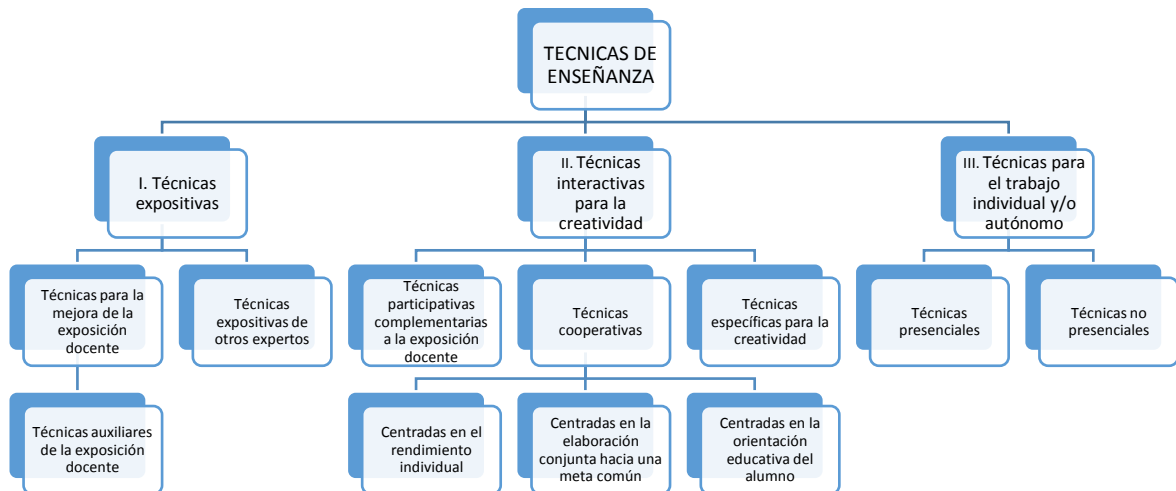 TECNICAS DE
ENSEÑANZA
I. Técnicas
expositivas
II. Técnicas
interactivas
para la
creatividad
III. Técnicas para
el trabajo
individual y/o
autónomo
Técnicas para la
mejora de la
exposición
docente
Técnicas
expositivas de
otros expertos
Técnicas
participativas
complementarias
a la exposición
docente
Técnicas
cooperativas
Técnicas
específicas para la
creatividad
Técnicas
presenciales
Técnicas no
presenciales
Técnicas auxiliares
de la exposición
docente
Centradas en el
rendimiento
individual
Centradas en la
elaboración
conjunta hacia una
meta común
Centradas en la
orientación
educativa del
alumno